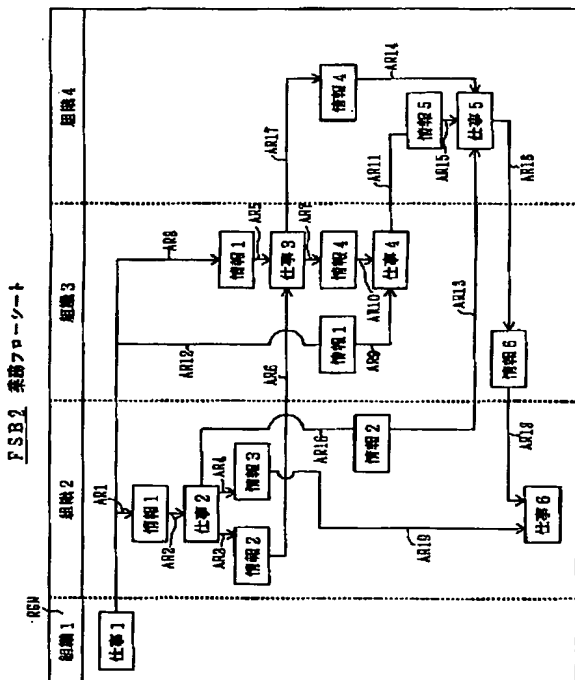 FSB2 業務フローシート
RGN
組織1
組織2
組織3
組織4
仕事1
AR1
AR8
情報1
AR2
仕事2
AR3
AR4
情報2
情報3
AR12
情報1
AR5
仕事3
AR17
AR6
AR7
情報4
情報4
AR14
AR16
情報2
情報1
AR9
AR10
仕事4
AR11
情報5
AR15
仕事5
AR13
AR16
情報6
AR18
AR19
仕事6